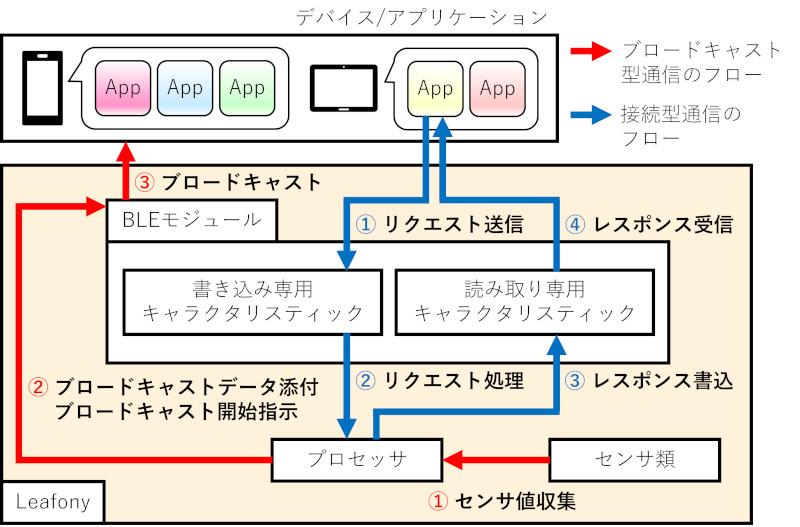 デバイス/アプリケーション
App
App
App
App
App
ブロードキャスト
型通信のフロー
接続型通信の
フロー
③ ブロードキャスト
BLEモジュール
① リクエスト送信
④ レスポンス受信
書き込み専用
キャラクタリスティック
読み取り専用
キャラクタリスティック
② ブロードキャストデータ添付
ブロードキャスト開始指示
② リクエスト処理
③ レスポンス書込
プロセッサ
センサ類
① センサ値収集
Leafony